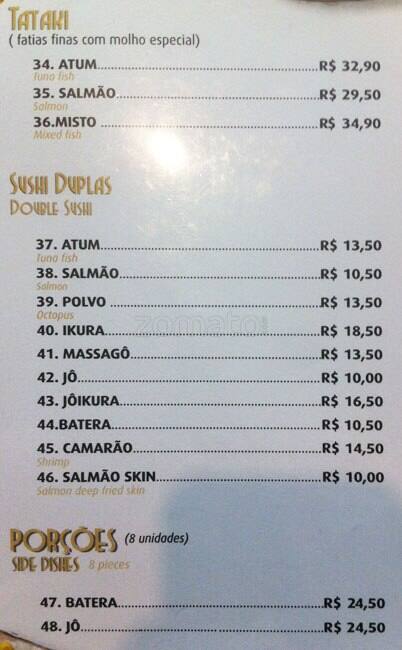 TATAKI
( fatias finas com molho especial)
34. ATUM....................................................R$ 32,90
Tuna fish
35. SALMÃO................................................R$ 29,50
Salmon
36.MISTO ..................................................R$ 34,90
Mixed fish
SUSHI DUPLAS
DOUBLE SUSHI
37. ATUM....................................................R$ 13,50
Tuna fish
38. SALMÃO................................................R$ 10,50
Salmon
39. POLVO ..................................................R$ 13,50
Octopus
zomato
40. IKURA....................................................R$ 18,50
41. MASSAGÔ..............................................R$ 13,50
42. JÔ..........................................................R$ 10,00
43. JÔIKURA................................................R$ 16,50
44.BATERA...................................................R$ 10,50
45. CAMARÃO..............................................R$ 14,50
Shrimp
46. SALMÃO SKIN........................................R$ 10,00
Salmon deep fried skin
PORÇÕES (8 unidades)
SIDE DISHES 8 pieces
47. BATERA..................................................R$ 24,50
48. JÔ..........................................................R$ 24,50